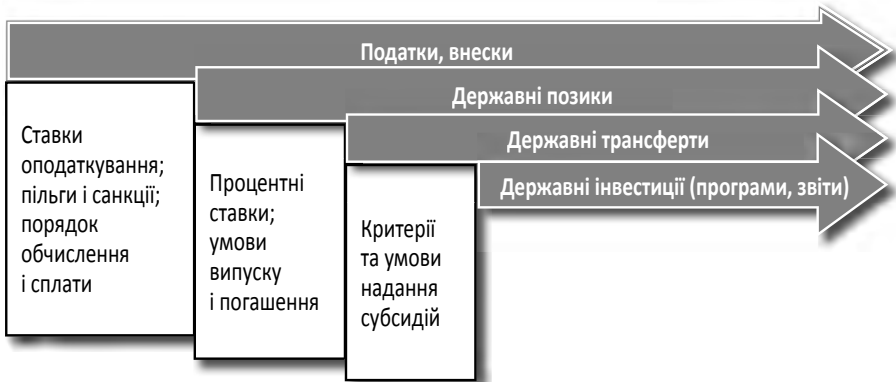 Податки, внески
Державні позики
Державні трансферти
Державні інвестиції (програми, звіти)
Ставки
оподаткування;
пільги і санкції;
порядок
обчислення
і сплати
Процентні
ставки;
умови
випуску
і погашення
Критерії
та умови
надання
субсидій